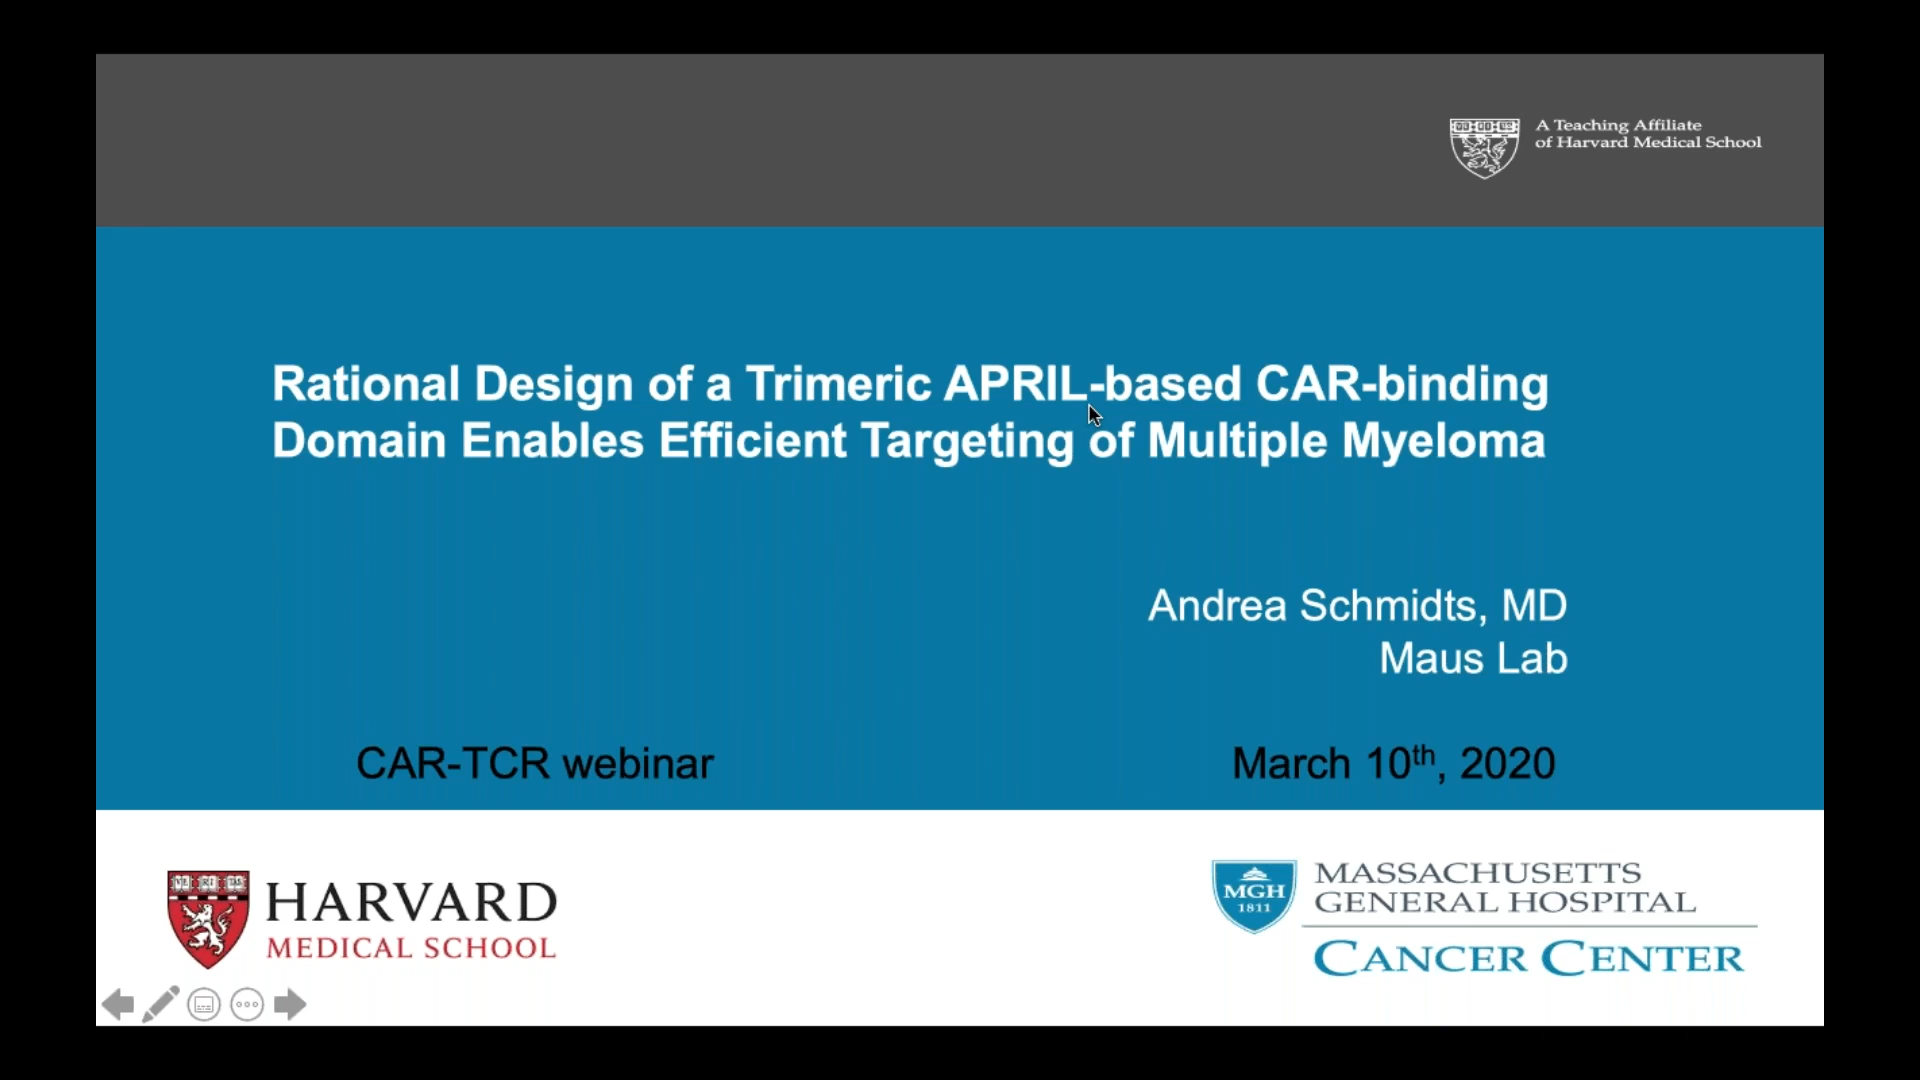 A Teaching Affiliate
of Harvard Medical School
Rational Design of a Trimeric APRIL-based CAR-binding
Domain Enables Efficient Targeting of Multiple Myeloma
Andrea Schmidts, MD
Maus Lab
CAR-TCR webinar
March 10th, 2020
HARVARD
MEDICAL SCHOOL
MGH
1811
MASSACHUSETTS
GENERAL HOSPITAL
CANCER CENTER